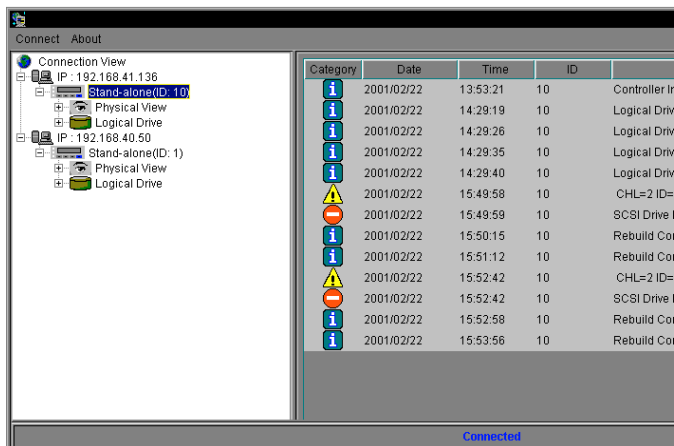 Connect About
Connection View
IP : 192.168.41.136
Stand-alone(ID: 10)
Physical View
Logical Drive
IP : 192.168.40.50
Stand-alone(ID: 1)
Physical View
Logical Drive
Category Date Time ID
2001/02/22 13:53:21 10 Controller In
2001/02/22 14:29:19 10 Logical Driv
2001/02/22 14:29:26 10 Logical Driv
2001/02/22 14:29:35 10 Logical Driv
2001/02/22 14:29:40 10 Logical Driv
2001/02/22 15:49:58 10 CHL=2 ID=
2001/02/22 15:49:59 10 SCSI Drive
2001/02/22 15:50:15 10 Rebuild Co
2001/02/22 15:51:12 10 Rebuild Co
2001/02/22 15:52:42 10 CHL=2 ID=
2001/02/22 15:52:42 10 SCSI Drive
2001/02/22 15:52:58 10 Rebuild Co
2001/02/22 15:53:56 10 Rebuild Co
Connected